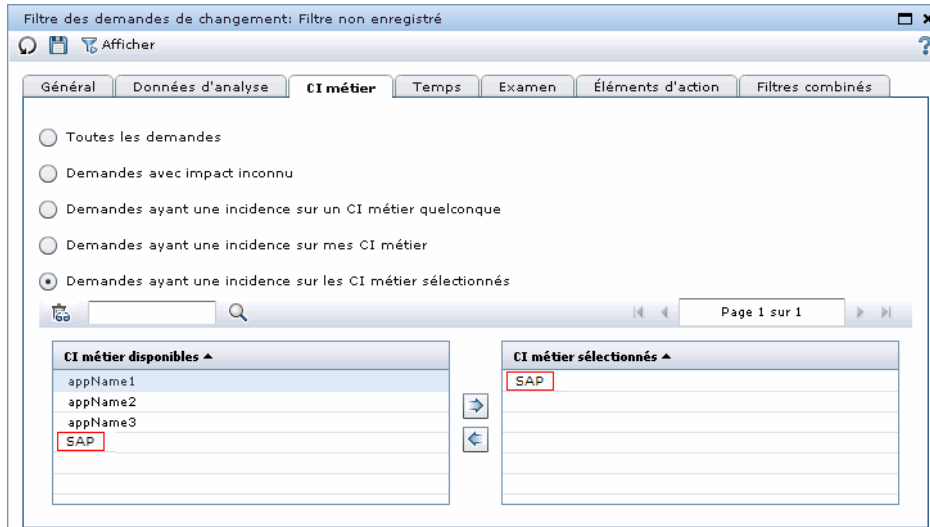 Filtre des demandes de changement: Filtre non enregistré
Afficher
?
Général Données d'analyse CI métier Temps Examen Éléments d'action Filtres combinés
Toutes les demandes
Demandes avec impact inconnu
Demandes ayant une incidence sur un CI métier quelconque
Demandes ayant une incidence sur mes CI métier
Demandes ayant une incidence sur les CI métier sélectionnés
Page 1 sur 1
CI métier disponibles
appName1
appName2
appName3
SAP
CI métier sélectionnés
SAP